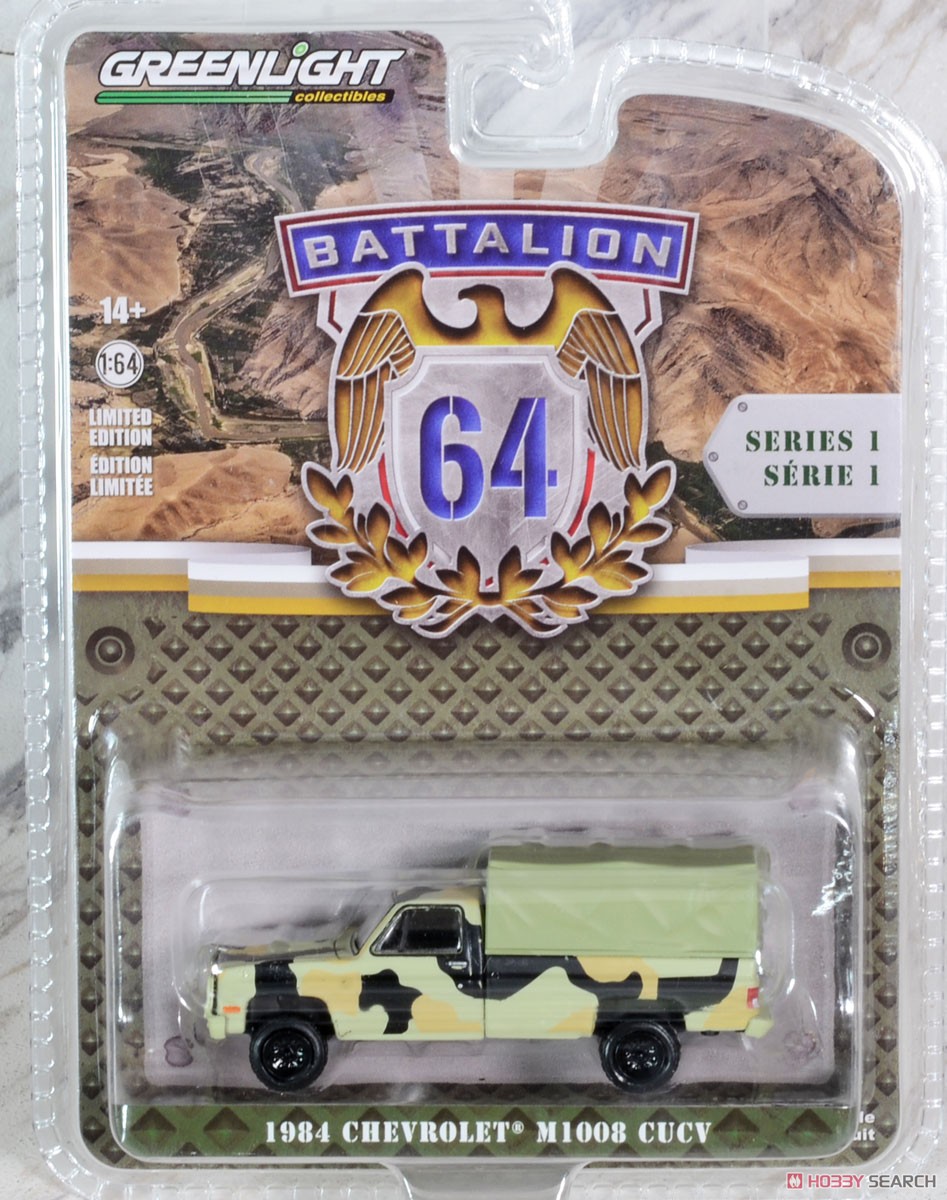 GREENLIGHT
collectibles
BATTALION
64
14+
1:64
LIMITED
EDITION
ÉDITION
LIMITÉE
SERIES 1
SÉRIE 1
1984 CHEVROLET® M1008 CUCV
HOBBY SEARCH